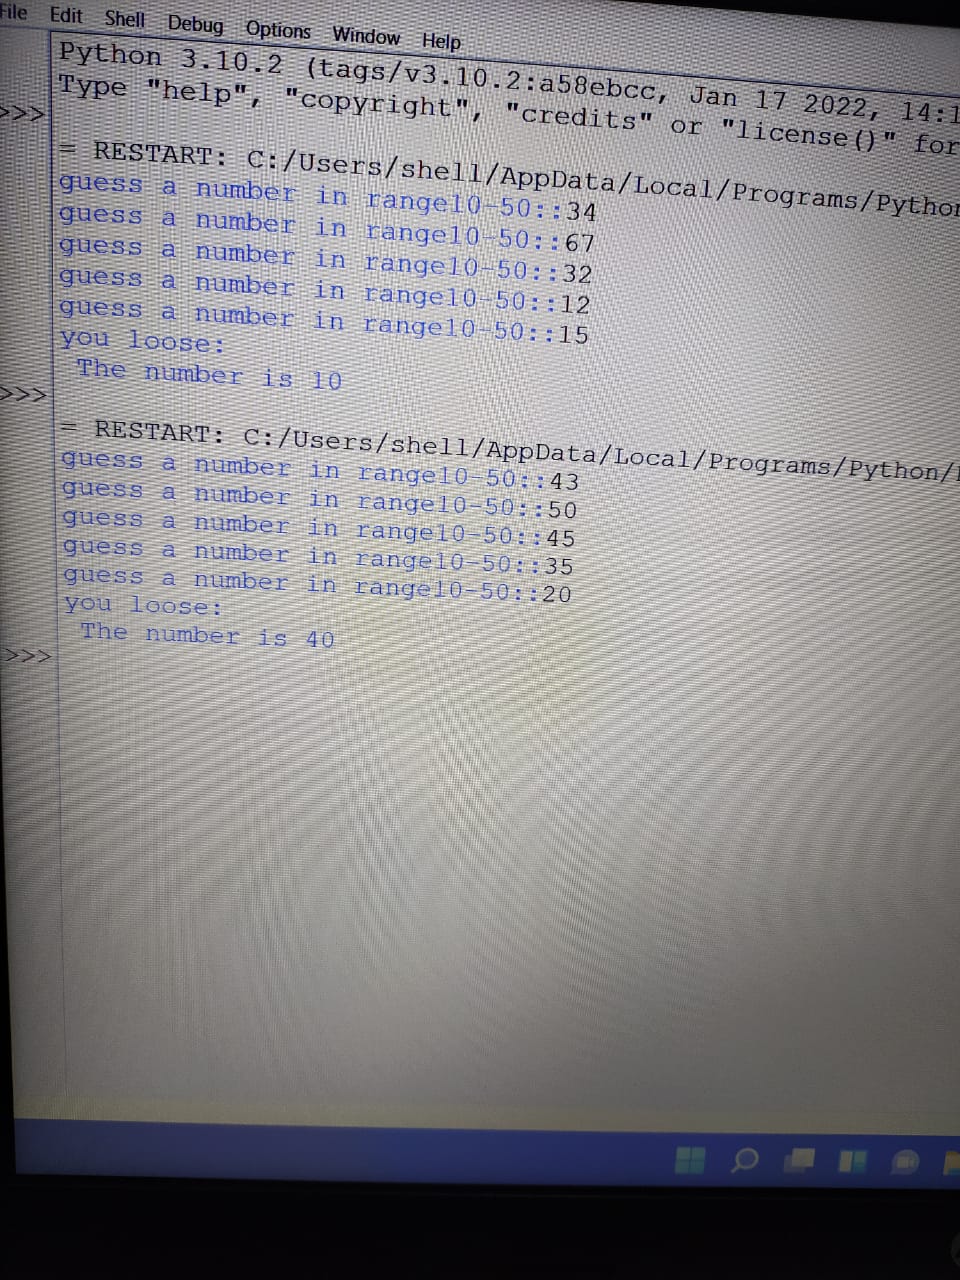 File Edit Shell Debug Options Window Help
Python 3.10.2 (tags/v3.10.2:a58ebcc, Jan 17 2022, 14:1
Type "help", "copyright", "credits" or "license()" for
>>>
= RESTART: C:/Users/shell/AppData/Local/Programs/Python
guess a number in range10-50::34
guess a number in range10-50::67
guess a number in range10-50::32
guess a number in range10-50::12
guess a number in range10-50::15
you loose:
The number is 10
>>>
= RESTART: C:/Users/shell/AppData/Local/Programs/Python/
guess a number in range10-50::43
guess a number in range10-50::50
guess a number in range10-50::45
guess a number in range10-50::35
guess a number in range10-50::20
you loose:
The number is 40
>>>